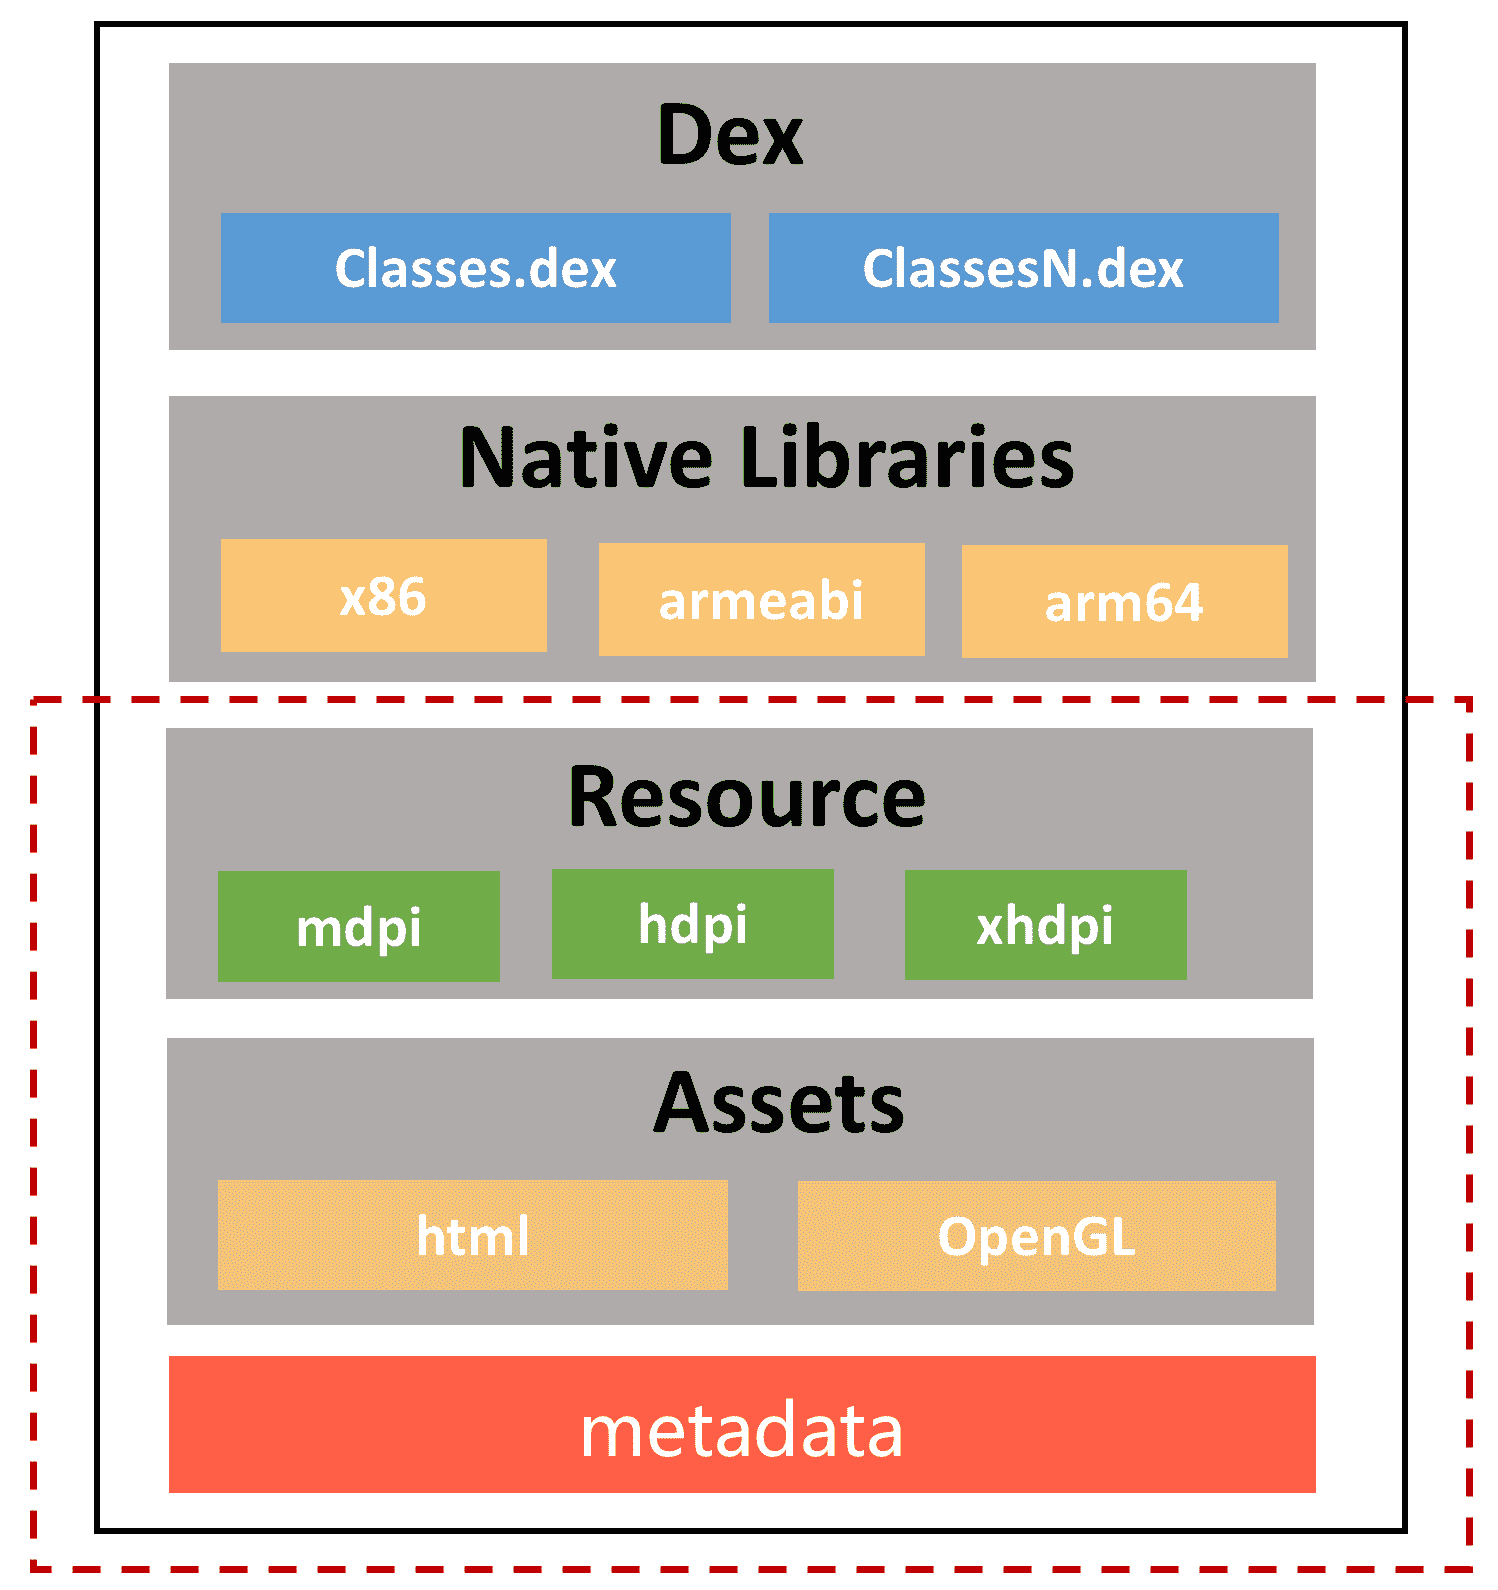 Dex
Classes.dex ClassesN.dex
Native Libraries
x86 armeabi arm64
Resource
mdpi hdpi xhdpi
Assets
html OpenGL
metadata